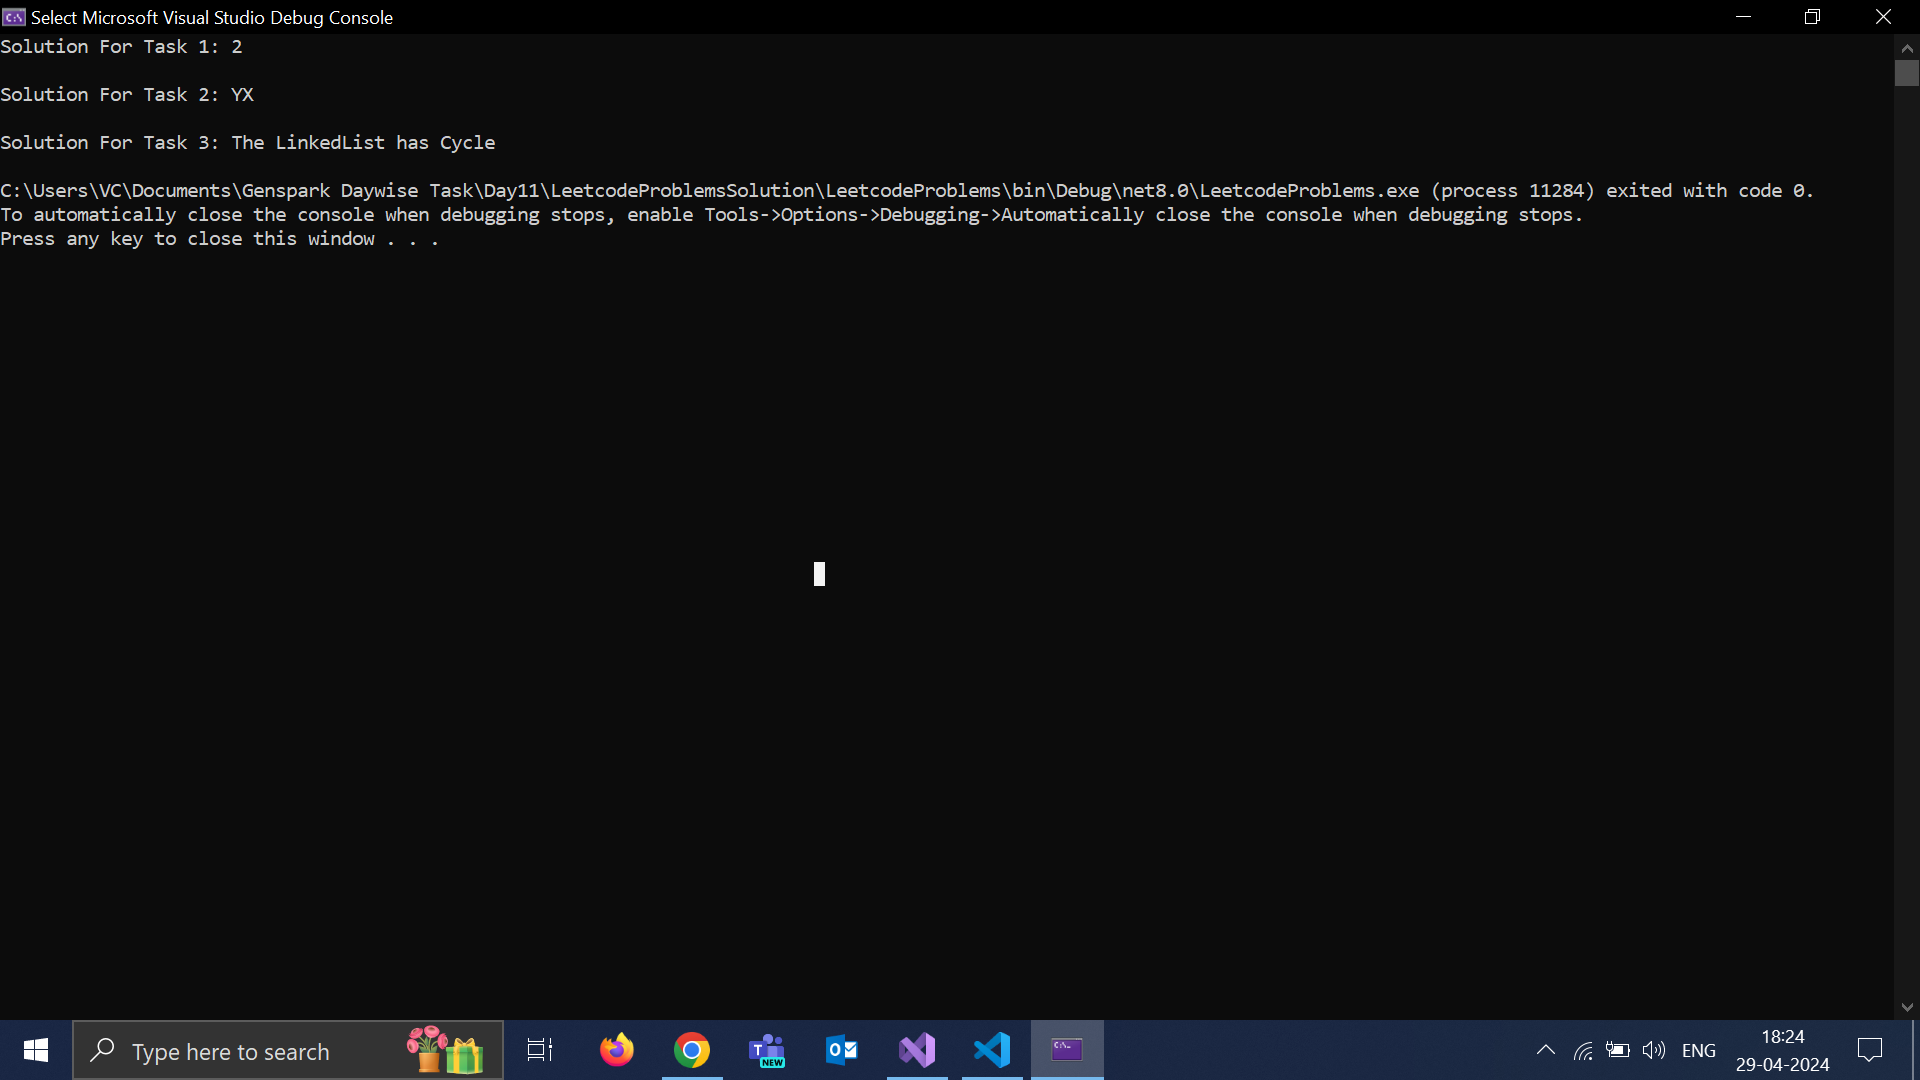 Select Microsoft Visual Studio Debug Console
Solution For Task 1: 2
Solution For Task 2: YX
Solution For Task 3: The LinkedList has Cycle
C:\Users\VC\Documents\Genspark Daywise Task\Day11\LeetcodeProblemsSolution\LeetcodeProblems\bin\Debug\net8.0\LeetcodeProblems.exe (process 11284) exited with code 0.
To automatically close the console when debugging stops, enable Tools->Options->Debugging->Automatically close the console when debugging stops.
Press any key to close this window . . .
Type here to search
NEW
ENG
18:24
29-04-2024